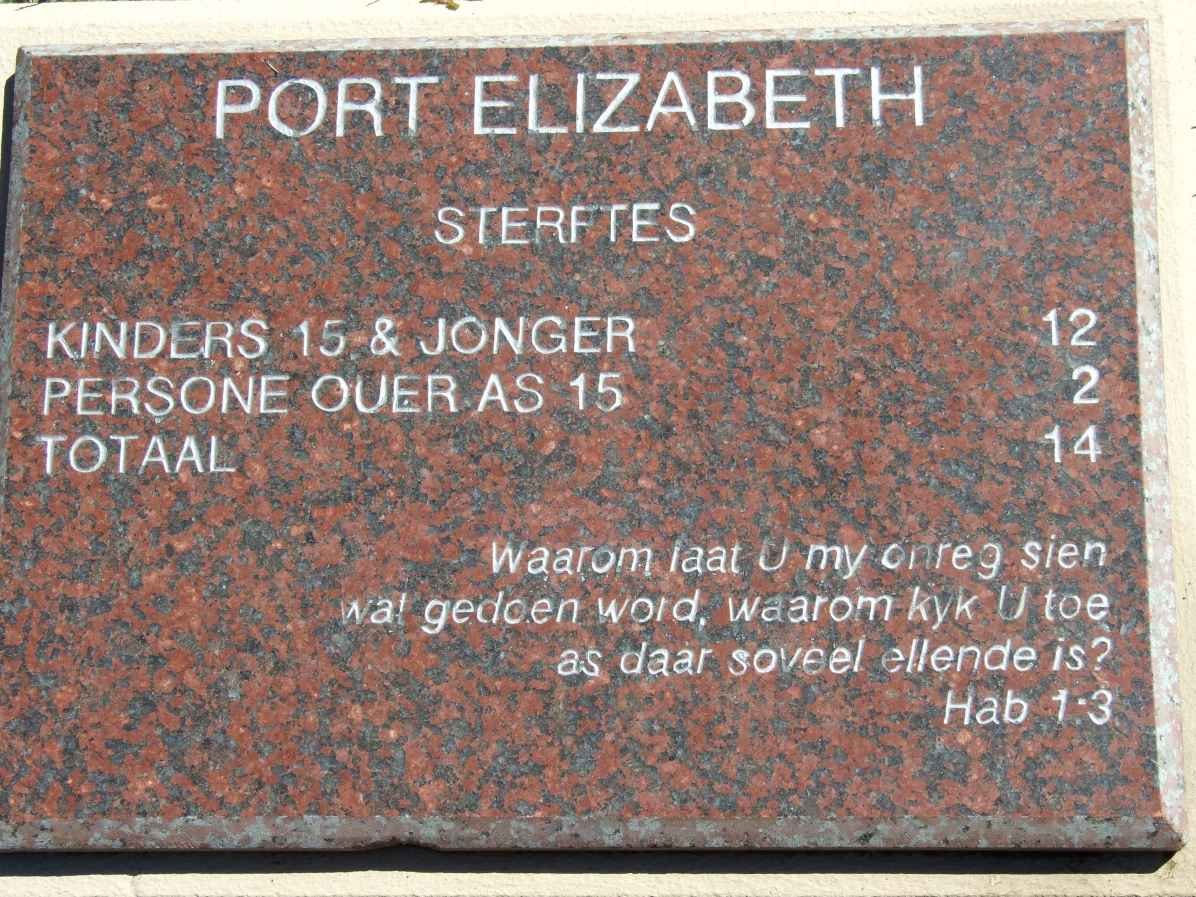 PORT ELIZABETH
STERFTES
KINDERS 15 & JONGER 12
PERSONE OUER AS 15 2
TOTAAL 14
Waarom laat U my onreg sien
wat gedoen word, waarom kyk U toe
as daar soveel ellende is?
Hab 1:3